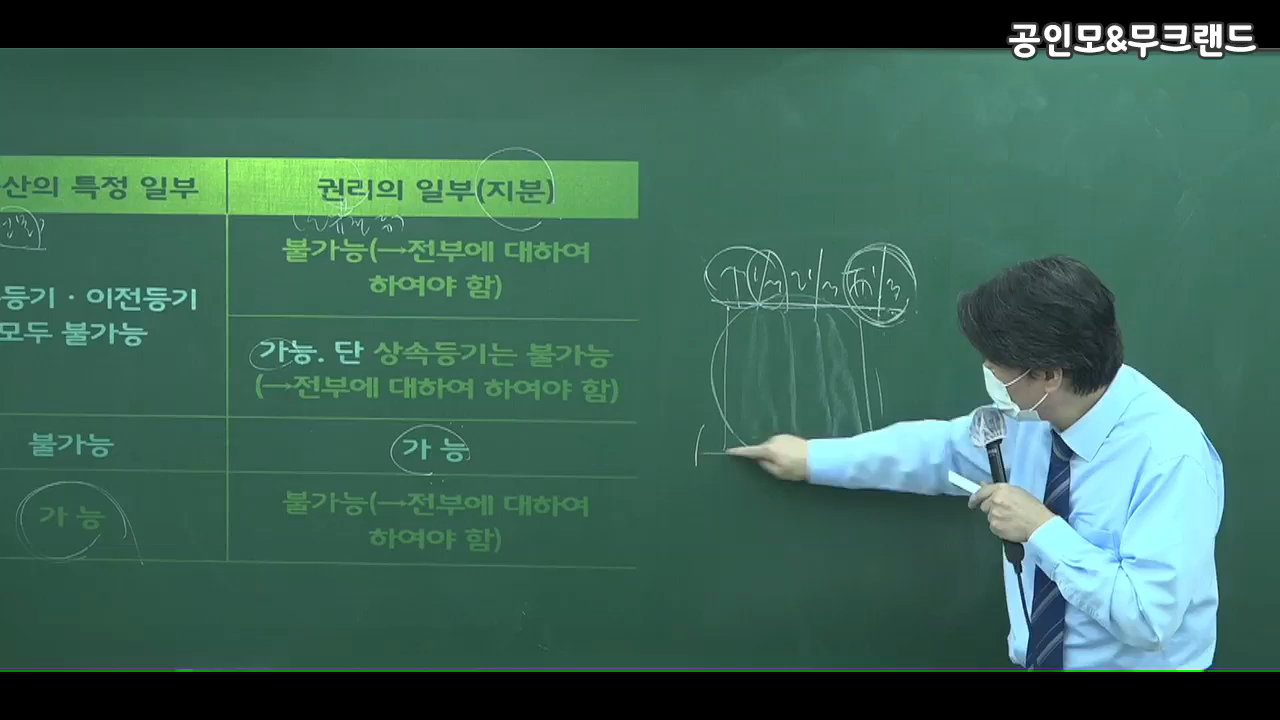 공인모&무크랜드
산의 특정 일부
권리의 일부(지분)
불가능(→전부에 대하여
하여야 함)
등기 · 이전등기
모두 불가능
가능. 단 상속등기는 불가능
(→전부에 대하여 하여야 함)
불가능
가 능
가 능
불가능(→전부에 대하여
하여야 함)